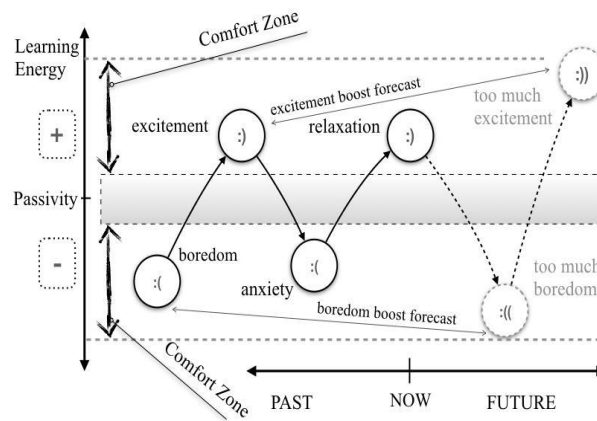 Learning
Energy
Comfort Zone
+
excitement
:)
excitement boost forecast
relaxation
:)
:))
too much
excitement
Passivity
-
:(
boredom
:(
anxiety
too much
boredom
:((
boredom boost forecast
Comfort Zone
PAST
NOW
FUTURE